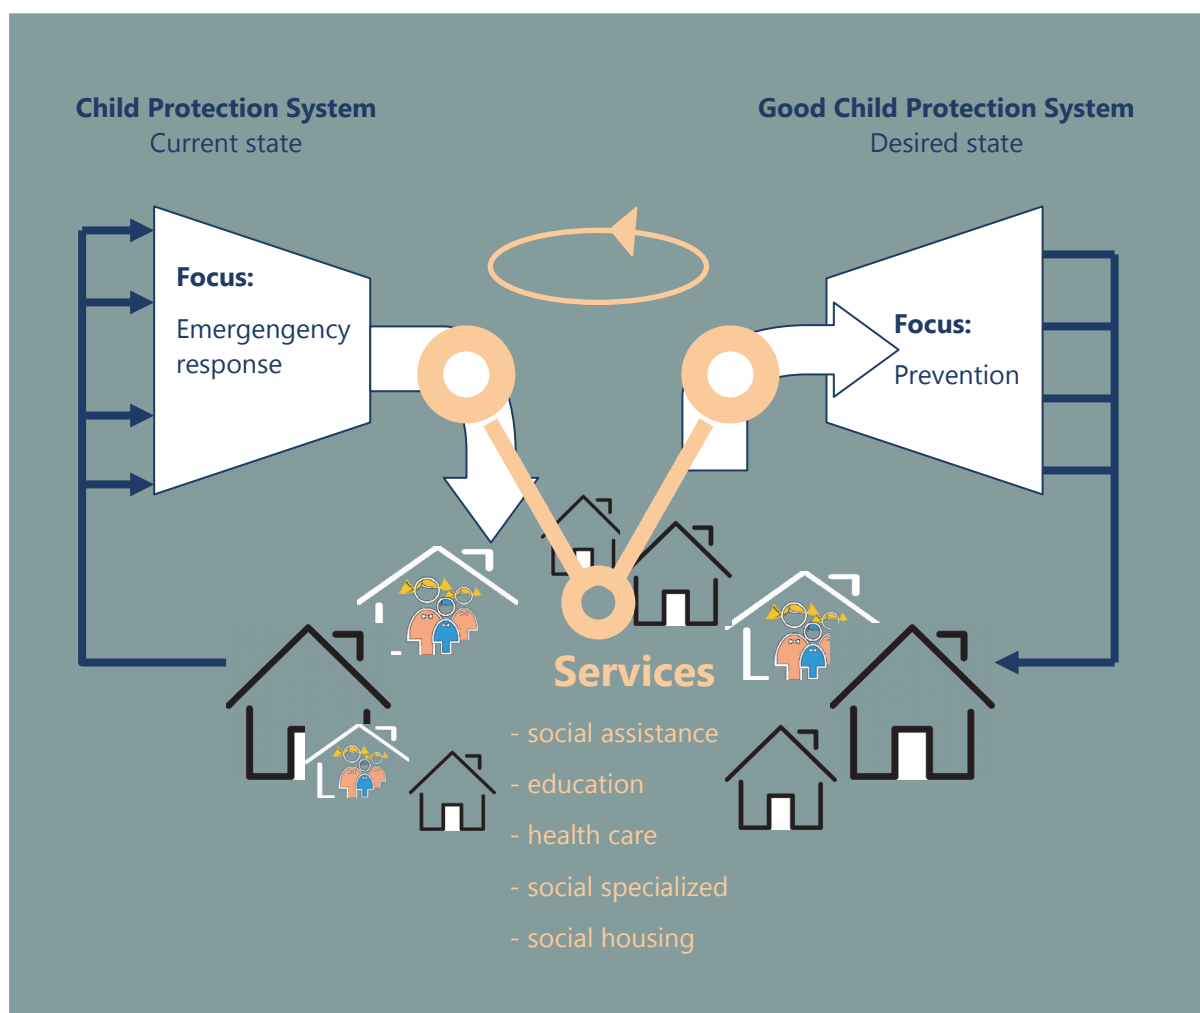 Child Protection System
Current state
Good Child Protection System
Desired state
Focus:
Emergengency
response
Focus:
Prevention
Services
- social assistance
- education
- health care
- social specialized
- social housing